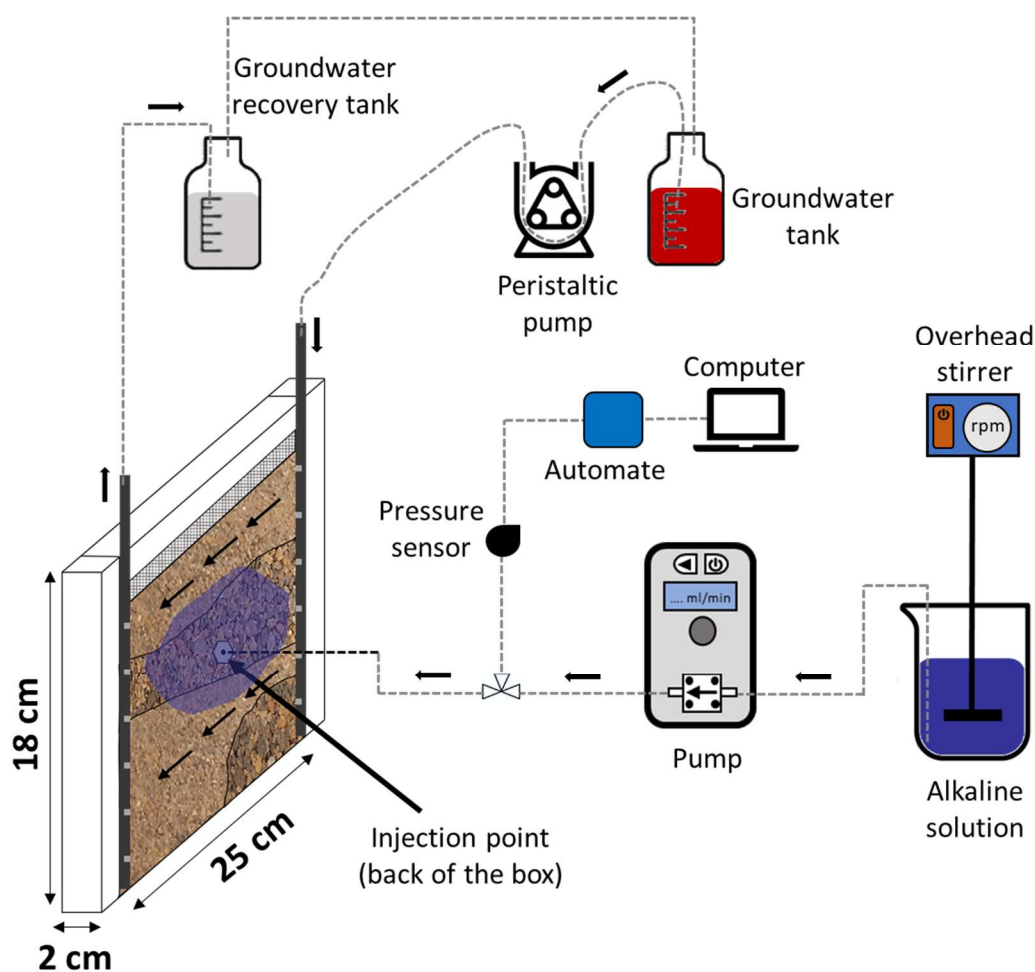 Groundwater
recovery tank
Groundwater
tank
Peristaltic
pump
Overhead
stirrer
rpm
Computer
Automate
Pressure
sensor
.... ml/min
Pump
Alkaline
solution
Injection point
(back of the box)
18 cm
25 cm
2 cm